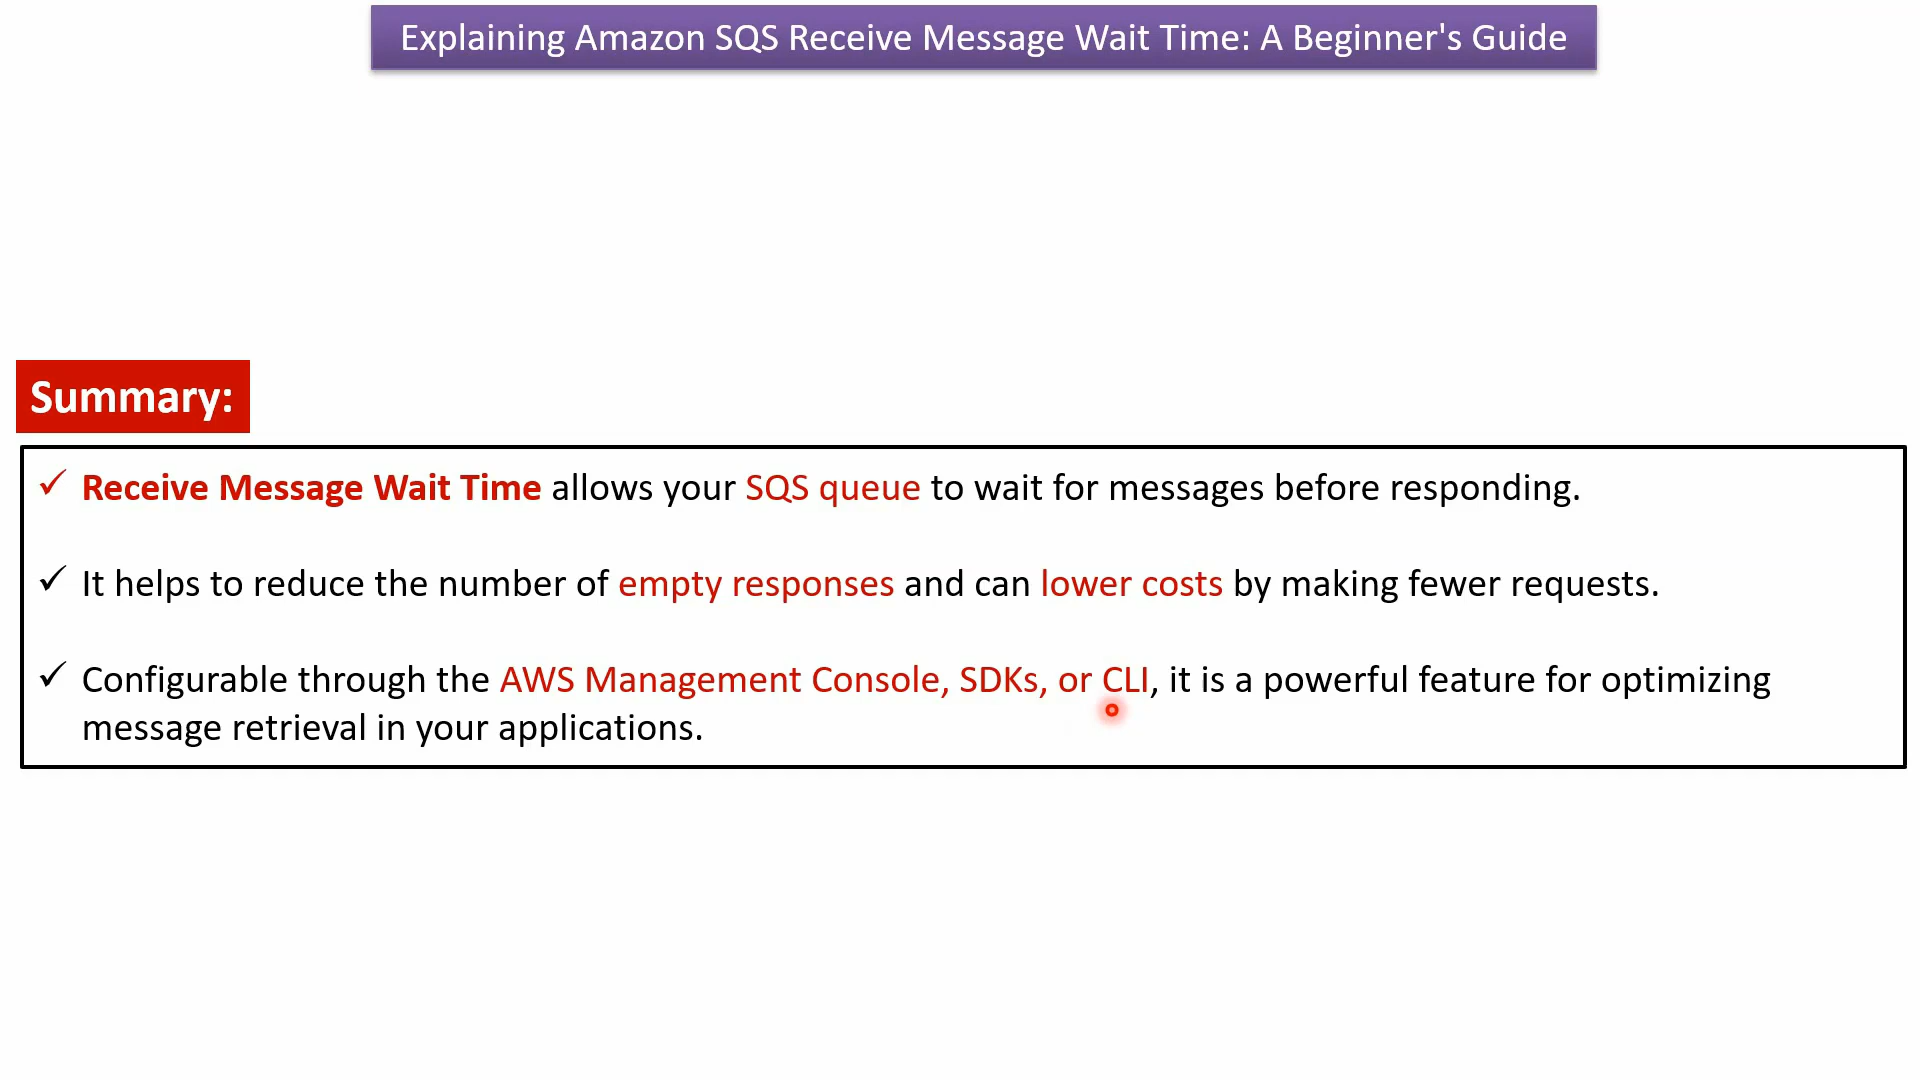 Explaining Amazon SQS Receive Message Wait Time: A Beginner's Guide
Summary:
✓ Receive Message Wait Time allows your SQS queue to wait for messages before responding.
✓ It helps to reduce the number of empty responses and can lower costs by making fewer requests.
✓ Configurable through the AWS Management Console, SDKs, or CLI, it is a powerful feature for optimizing
message retrieval in your applications.